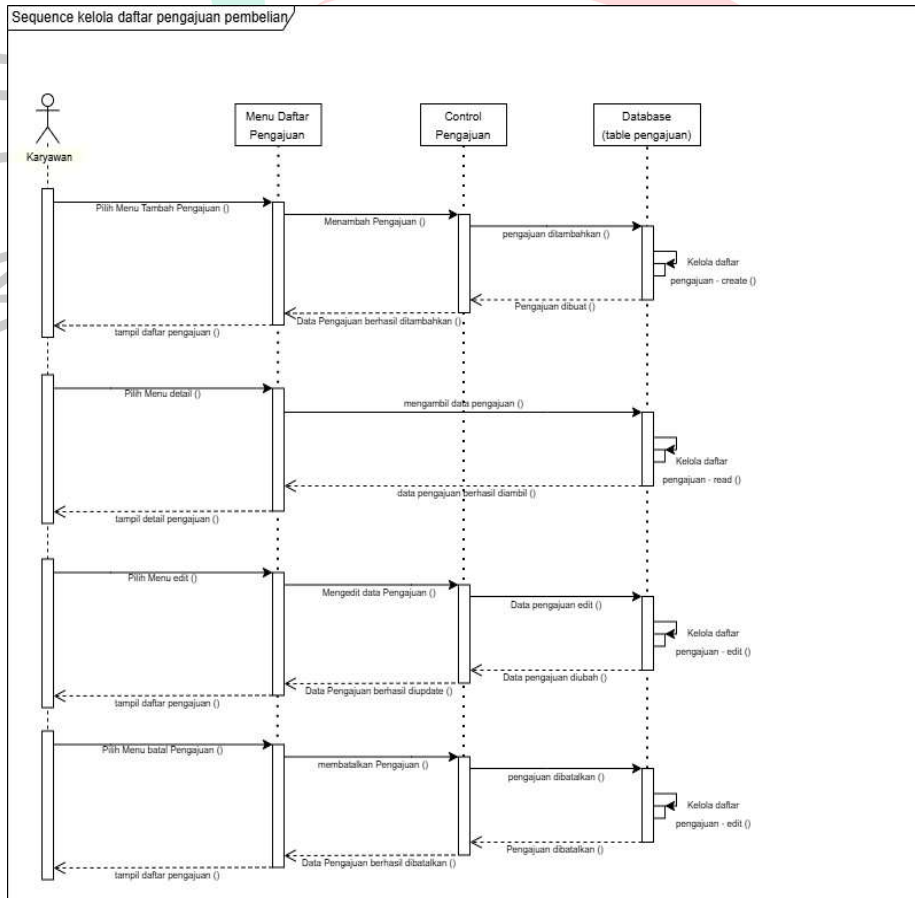 Sequence kelola daftar pengajuan pembelian
Karyawan
Menu Daftar
Pengajuan
Control
Pengajuan
Database
(table pengajuan)
Pilih Menu Tambah Pengajuan ()
Menambah Pengajuan ()
pengajuan ditambahkan ()
Kelola daftar
pengajuan - create ()
Pengajuan dibuat ()
Data Pengajuan berhasil ditambahkan ()
tampil daftar pengajuan ()
Pilih Menu detail ()
mengambil data pengajuan ()
Kelola daftar
pengajuan - read ()
data pengajuan berhasil diambil ()
tampil detail pengajuan ()
Pilih Menu edit ()
Mengedit data Pengajuan ()
Data pengajuan edit ()
Kelola daftar
pengajuan - edit ()
Data pengajuan diubah ()
Data Pengajuan berhasil diupdate ()
tampil daftar pengajuan ()
Pilih Menu batal Pengajuan ()
membatalkan Pengajuan ()
pengajuan dibatalkan ()
Kelola daftar
pengajuan - edit ()
Pengajuan dibatalkan ()
Data Pengajuan berhasil dibatalkan ()
tampil daftar pengajuan ()